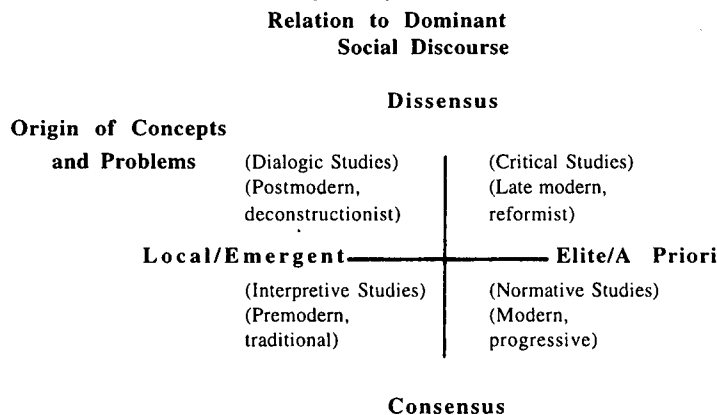 Relation to Dominant
Social Discourse
Dissensus
Origin of Concepts
and Problems
(Dialogic Studies)
(Postmodern,
deconstructionist)
(Critical Studies)
(Late modern,
reformist)
Local/Emergent
Elite/A Priori
(Interpretive Studies)
(Premodern,
traditional)
(Normative Studies)
(Modern,
progressive)
Consensus